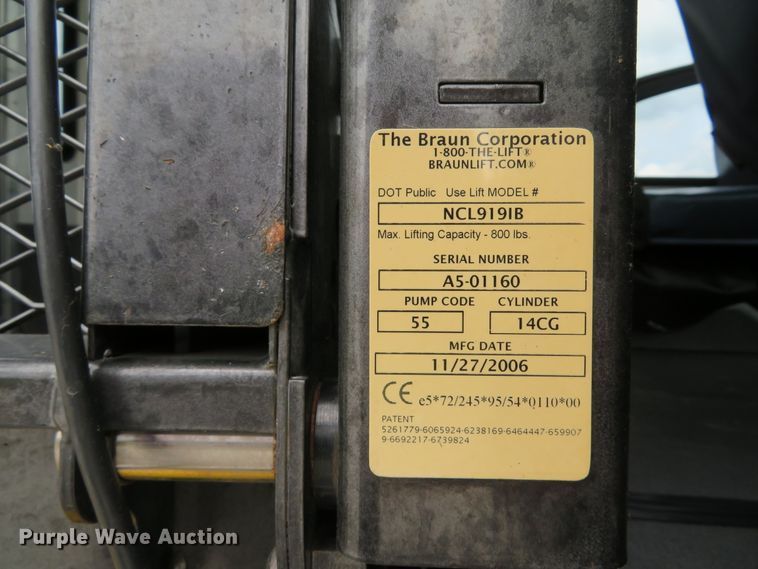 The Braun Corporation
1-800-THE-LIFT®
BRAUNLIFT.COM®
DOT Public Use Lift MODEL #
NCL919IB
Max. Lifting Capacity - 800 lbs.
SERIAL NUMBER
A5-01160
PUMP CODE CYLINDER
55 14CG
MFG DATE
11/27/2006
CE e5*72/245*95/54*0110*00
PATENT
5261779-6065924-6238169-6464447-659907
9-6692217-6739824
Purple Wave Auction